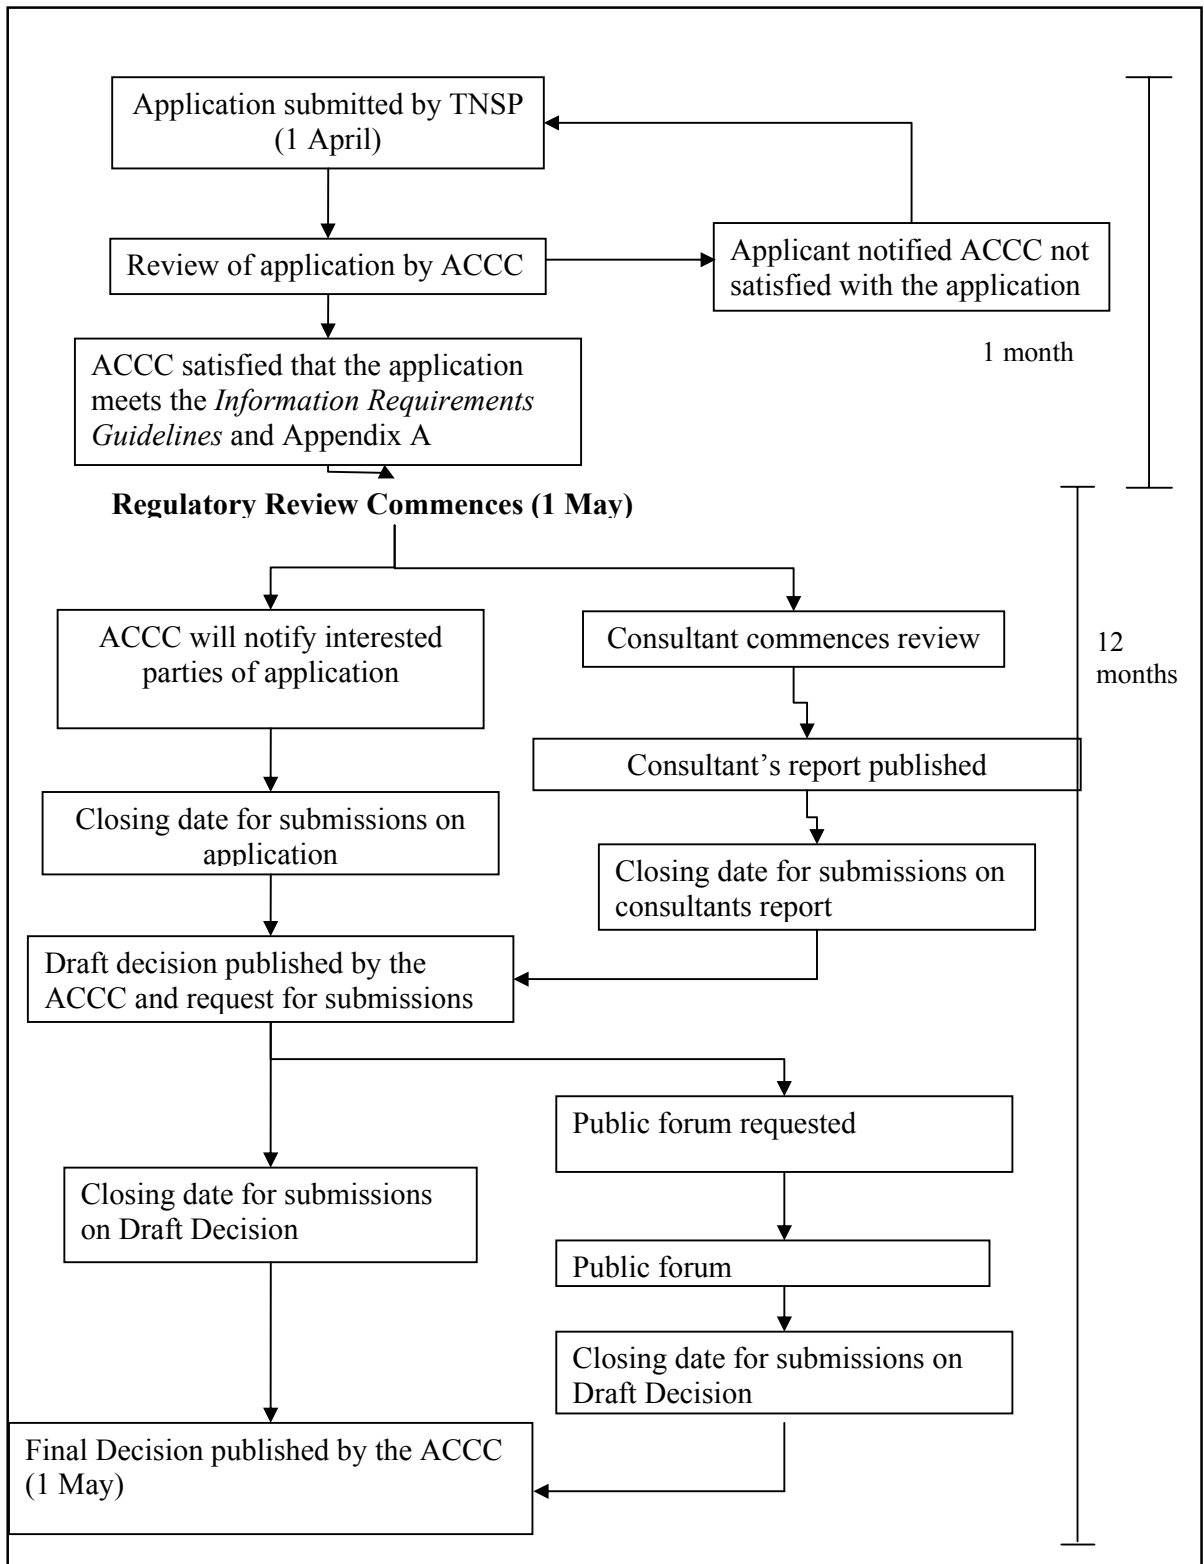 Application submitted by TNSP
(1 April)
Review of application by ACCC
Applicant notified ACCC not
satisfied with the application
1 month
ACCC satisfied that the application
meets the Information Requirements
Guidelines and Appendix A
Regulatory Review Commences (1 May)
ACCC will notify interested
parties of application
Consultant commences review
12
months
Consultant’s report published
Closing date for submissions on
application
Closing date for submissions on
consultants report
Draft decision published by the
ACCC and request for submissions
Public forum requested
Closing date for submissions
on Draft Decision
Public forum
Closing date for submissions on
Draft Decision
Final Decision published by the ACCC
(1 May)